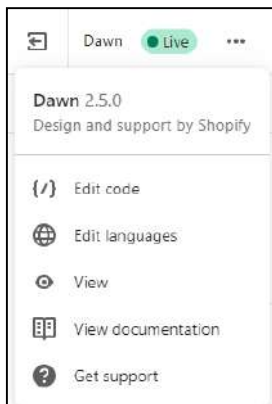 Dawn Live
Dawn 2.5.0
Design and support by Shopify
Edit code
Edit languages
View
View documentation
Get support